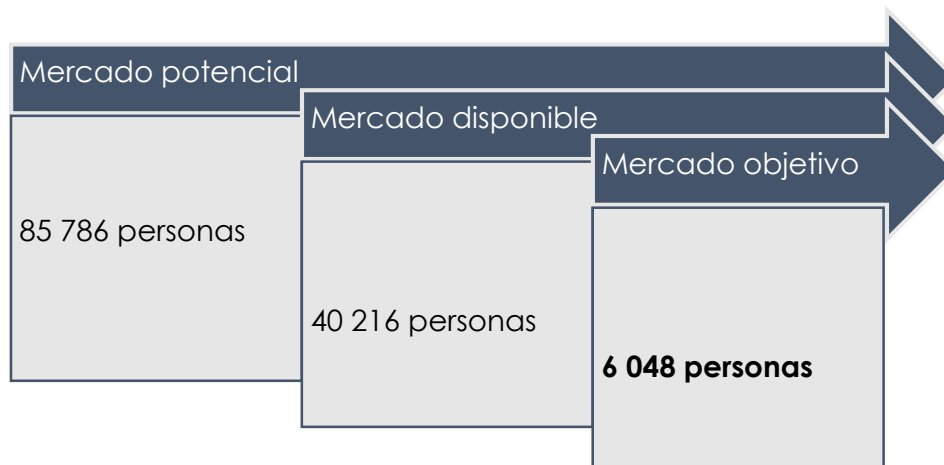 Mercado potencial
85 786 personas
Mercado disponible
40 216 personas
Mercado objetivo
6 048 personas